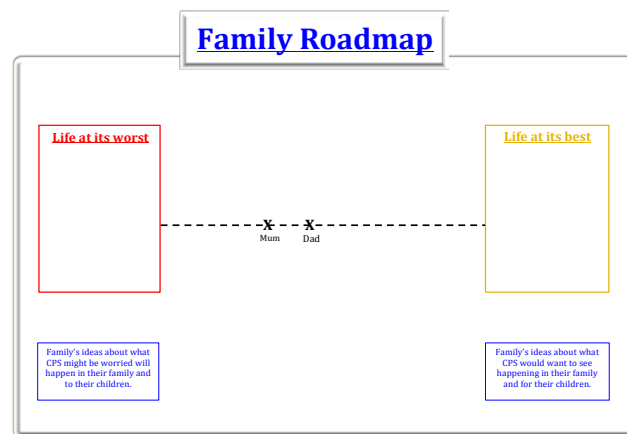 Family Roadmap
Life at its worst
Life at its best
X X
Mum Dad
Family's ideas about what
CPS might be worried will
happen in their family and
to their children.
Family's ideas about what
CPS would want to see
happening in their family
and for their children.